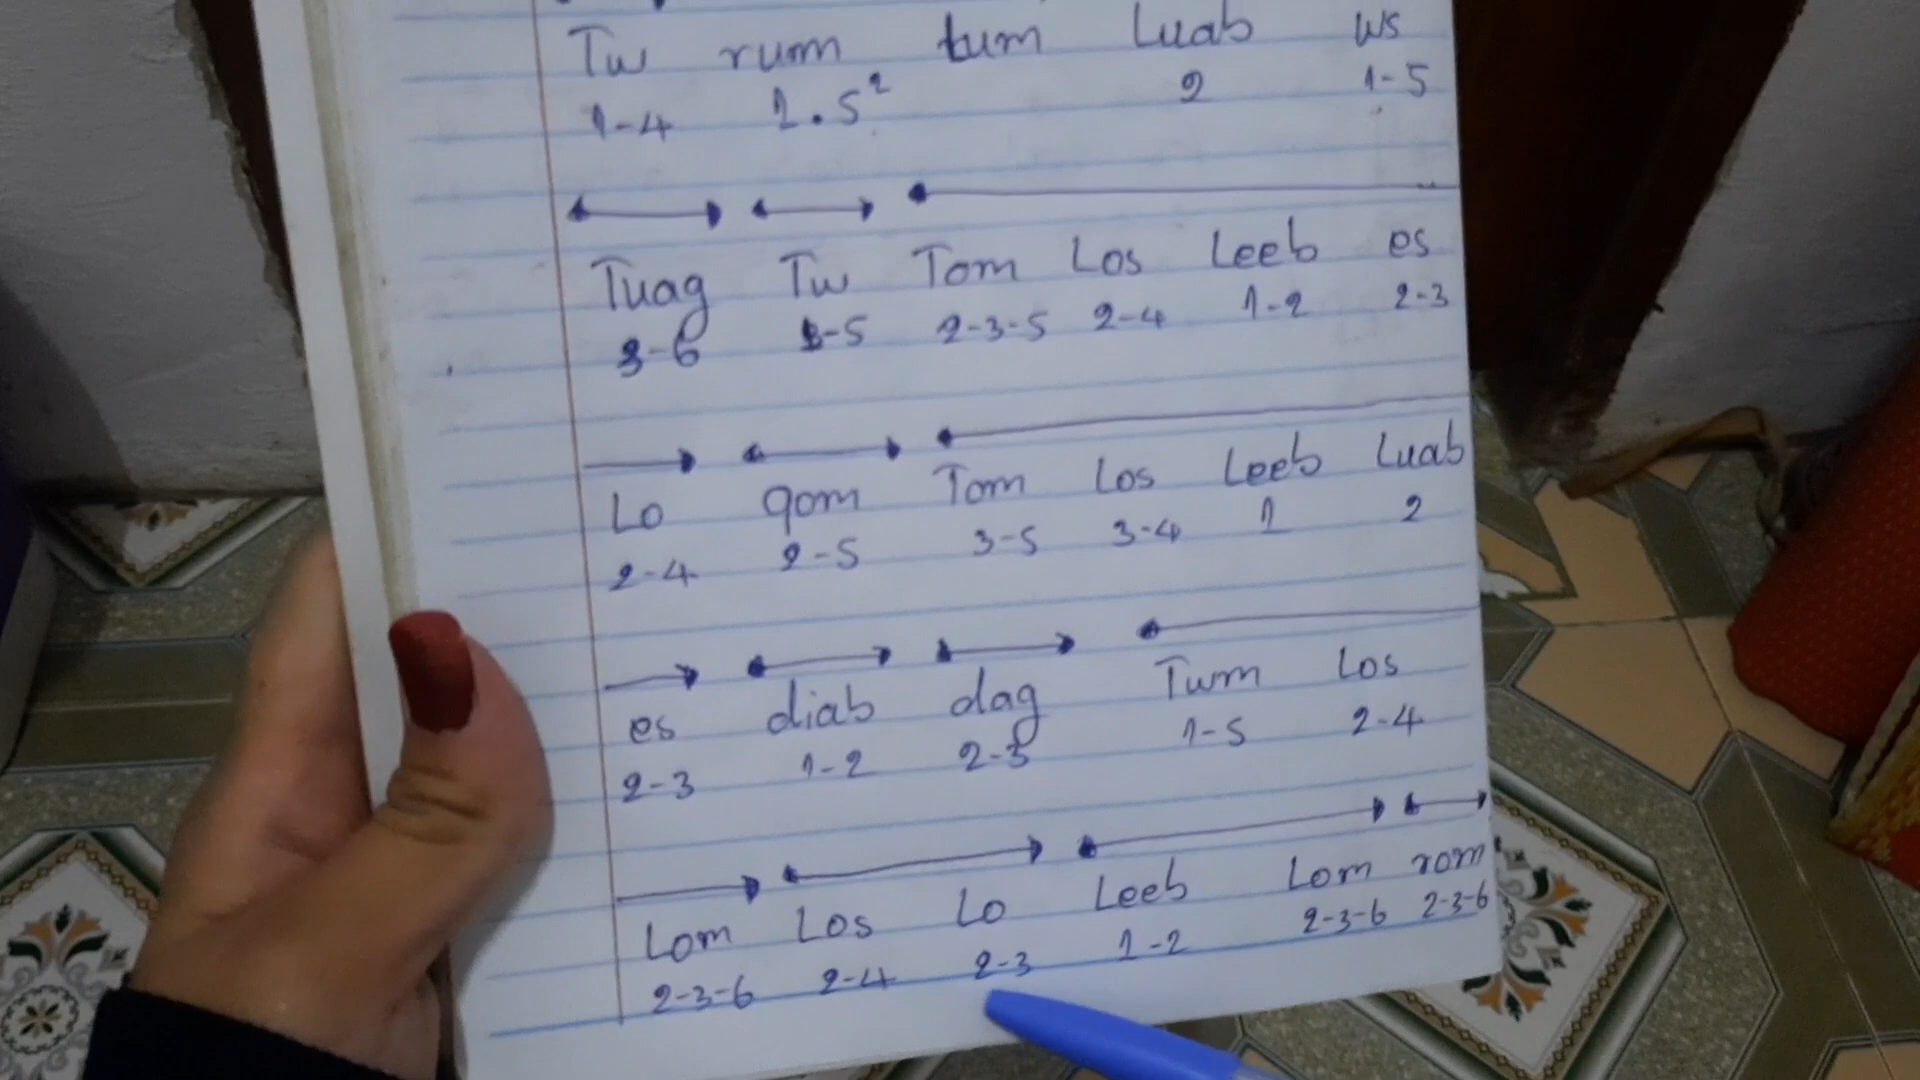 Tw rum tum Luab ws
1-4 1.5² 2 1-5
Tuag Tw Tom Los Leeb es
3-6 -5 2-3-5 2-4 1-2 2-3
Lo qom Tom Los Leeb Luab
2-4 2-5 3-5 3-4 1 2
es diab dag Twm Los
2-3 1-2 2-3 1-5 2-4
Lom Los Lo Leeb Lom rom
2-3-6 2-4 2-3 1-2 2-3-6 2-3-6